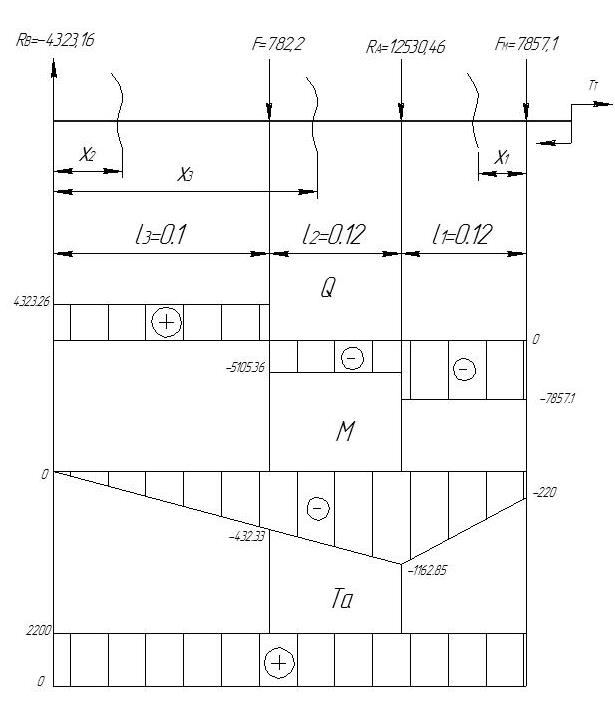 RB=-4323,16
F=782,2
RA=12530,46
FM=7857,1
TT
X2
X3
X1
l3=0.1
l2=0.12
l1=0.12
Q
4323.26
+
0
-
-5105.36
-
-7857.1
M
0
-220
-
-432.33
-1162.85
Ta
2200
+
0